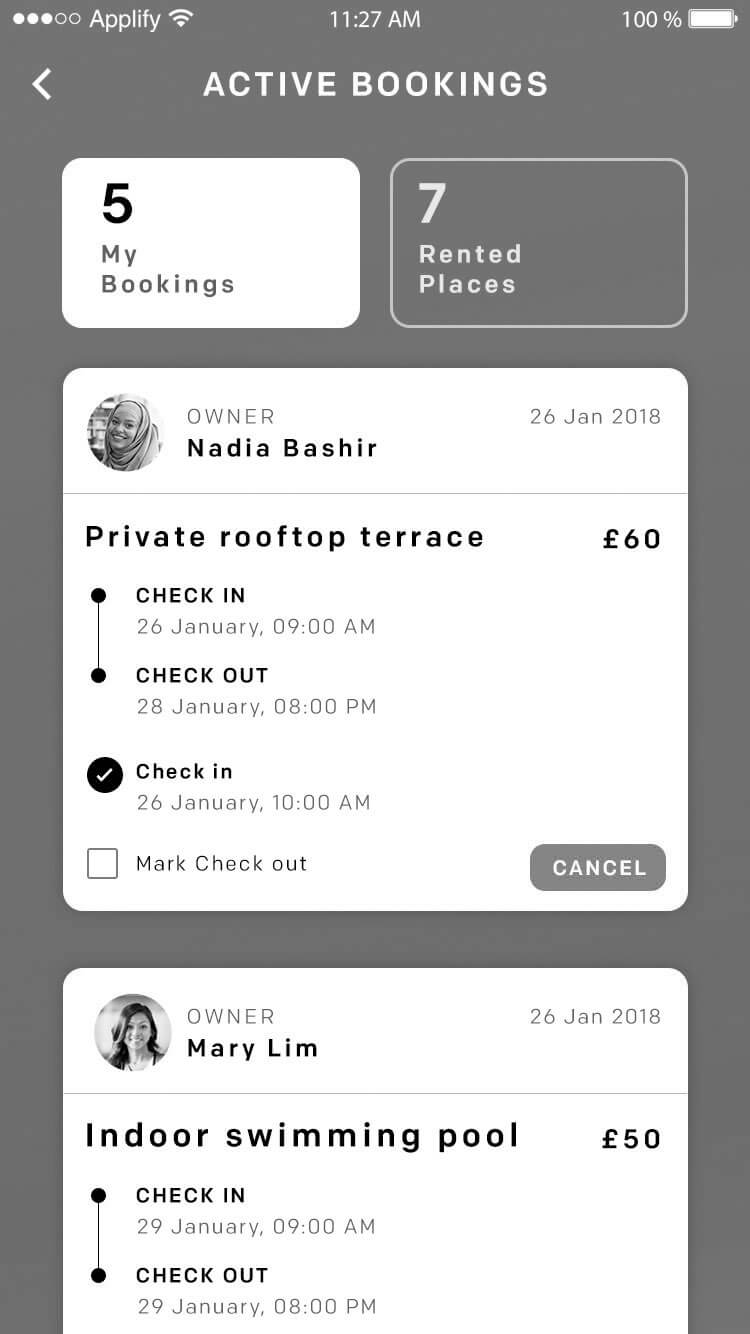 Applify 11:27 AM 100 %
ACTIVE BOOKINGS
5
My
Bookings
7
Rented
Places
OWNER 26 Jan 2018
Nadia Bashir
Private rooftop terrace £60
CHECK IN
26 January, 09:00 AM
CHECK OUT
28 January, 08:00 PM
Check in
26 January, 10:00 AM
Mark Check out CANCEL
OWNER 26 Jan 2018
Mary Lim
Indoor swimming pool £50
CHECK IN
29 January, 09:00 AM
CHECK OUT
29 January, 08:00 PM